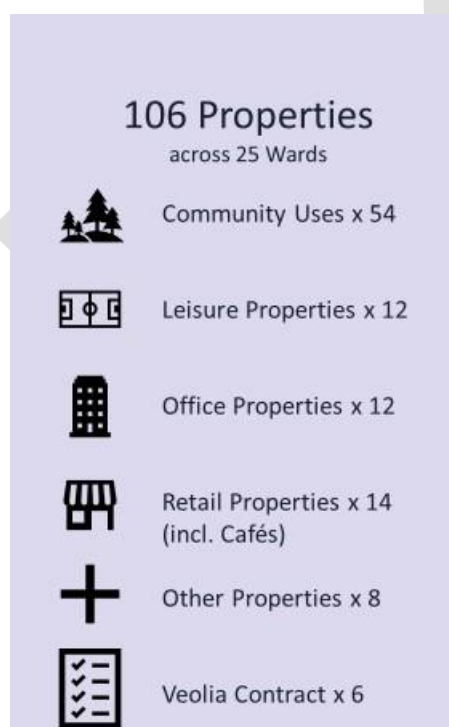 106 Properties
across 25 Wards
Community Uses x 54
Leisure Properties x 12
Office Properties x 12
Retail Properties x 14
(incl. Cafés)
Other Properties x 8
Veolia Contract x 6